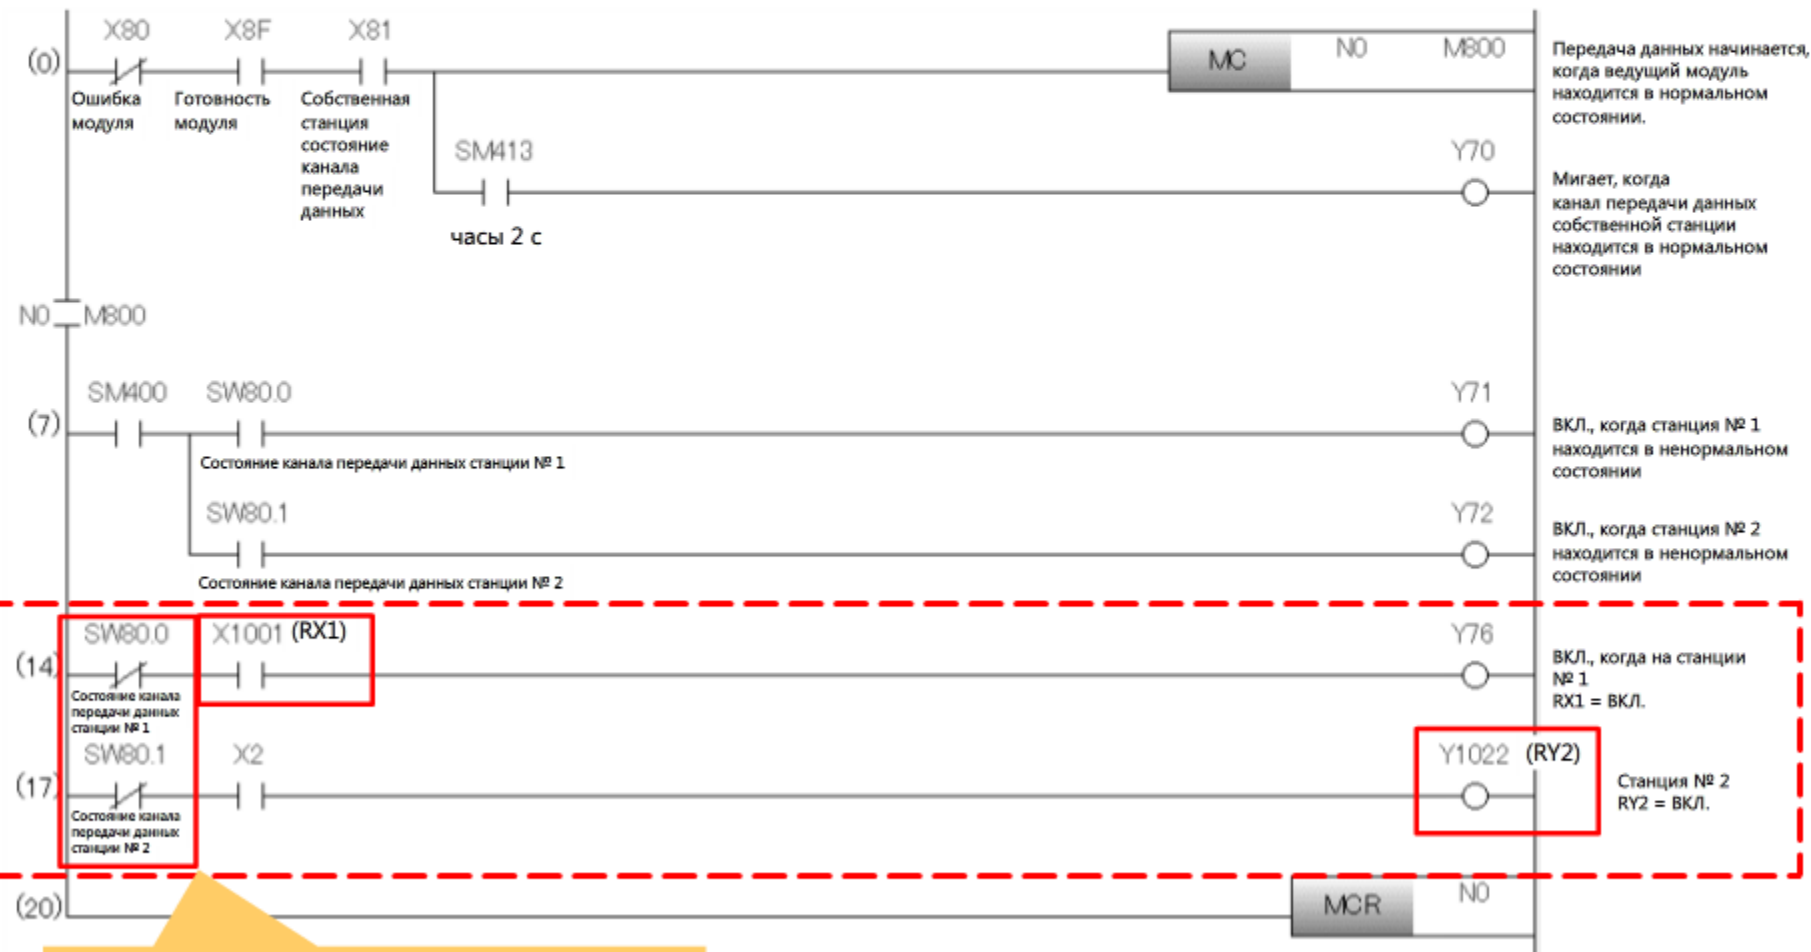 X80 X8F X81
(0)
MC N0 M800
Ошибка
модуля
Готовность
модуля
Собственная
станция
состояние
канала
передачи
данных
Передача данных начинается,
когда ведущий модуль
находится в нормальном
состоянии.
SM413
Y70
часы 2 с
Мигает, когда
канал передачи данных
собственной станции
находится в нормальном
состоянии
N0 M800
SM400 SW80.0
Y71
(7)
Состояние канала передачи данных станции № 1
ВКЛ., когда станция № 1
находится в ненормальном
состоянии
SW80.1
Y72
Состояние канала передачи данных станции № 2
ВКЛ., когда станция № 2
находится в ненормальном
состоянии
SW80.0 X1001 (RX1)
Y76
(14)
Состояние канала
передачи данных
станции № 1
ВКЛ., когда на станции
№ 1
RX1 = ВКЛ.
SW80.1 X2
Y1022 (RY2)
(17)
Состояние канала
передачи данных
станции № 2
Станция № 2
RY2 = ВКЛ.
(20)
MCR N0